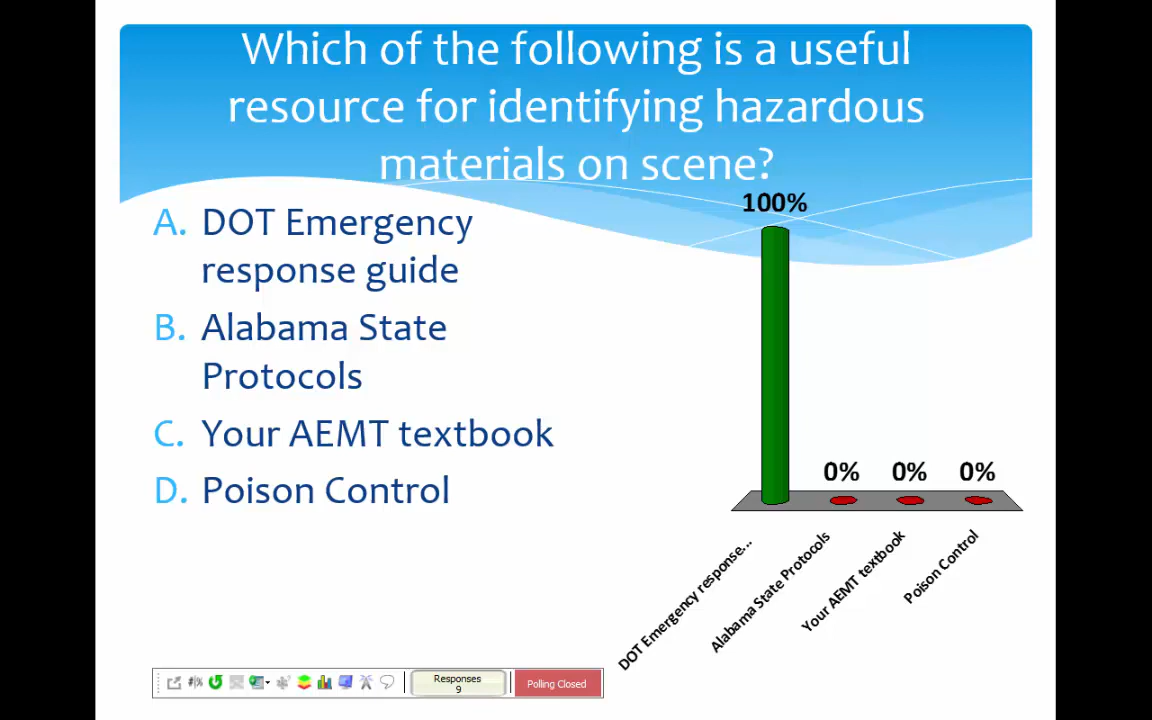 Which of the following is a useful
resource for identifying hazardous
materials on scene?
A. DOT Emergency
response guide
B. Alabama State
Protocols
C. Your AEMT textbook
D. Poison Control
100%
0%
0%
0%
DOT Emergency response...
Alabama State Protocols
Your AEMT textbook
Poison Control
Responses
9
Polling Closed